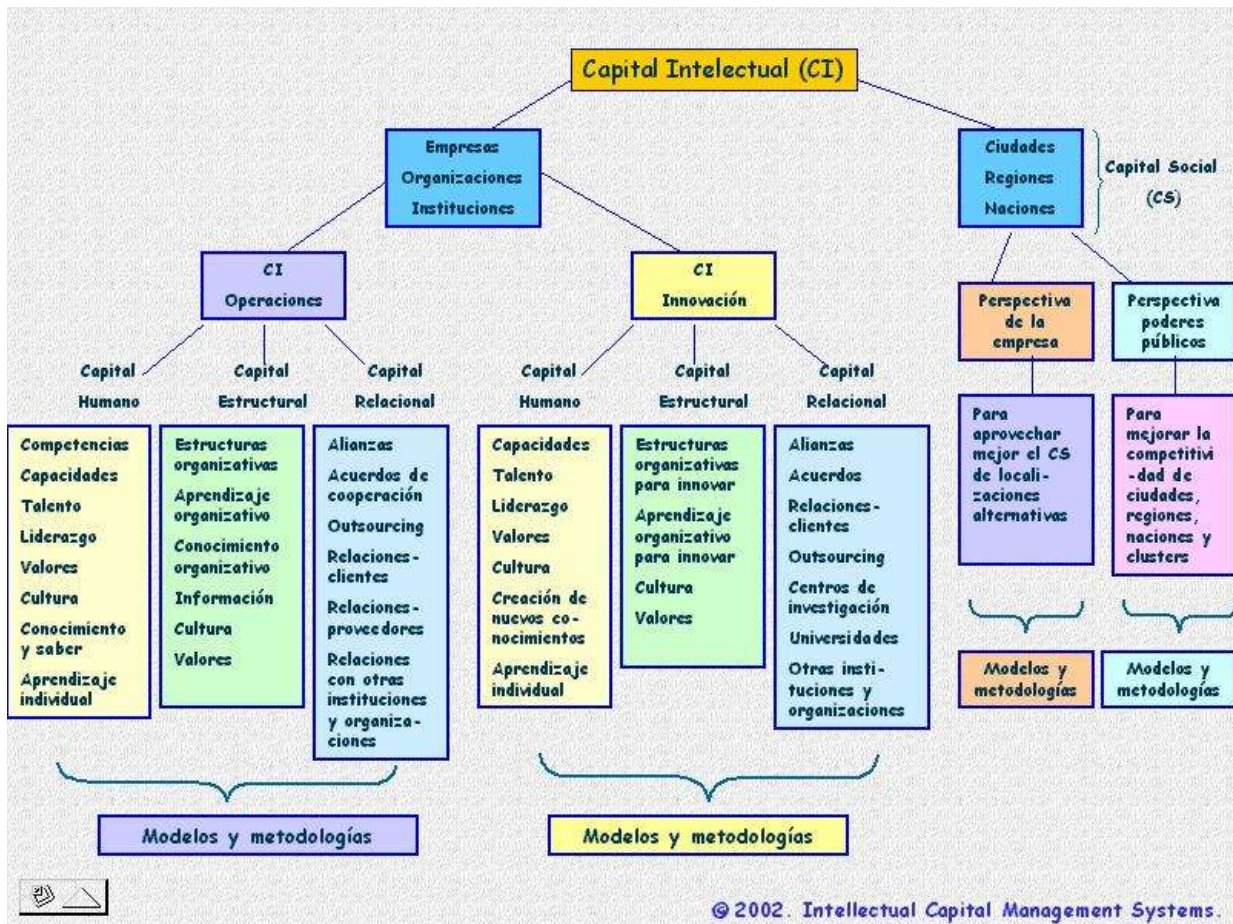 Capital Intelectual (CI)
Empresas
Organizaciones
Instituciones
Ciudades
Regiones
Naciones
Capital Social
(CS)
CI
Operaciones
CI
Innovación
Perspectiva
de la
empresa
Perspectiva
poderes
públicos
Capital
Humano
Capital
Estructural
Capital
Relacional
Capital
Humano
Capital
Estructural
Capital
Relacional
Competencias
Capacidades
Talento
Liderazgo
Valores
Cultura
Conocimiento
y saber
Aprendizaje
individual
Estructuras
organizativas
Aprendizaje
organizativo
Conocimiento
organizativo
Información
Cultura
Valores
Alianzas
Acuerdos de
cooperación
Outsourcing
Relaciones-
clientes
Relaciones-
proveedores
Relaciones
con otras
instituciones
y organiza-
ciones
Capacidades
Talento
Liderazgo
Valores
Cultura
Creación de
nuevos co-
nocimientos
Aprendizaje
individual
Estructuras
organizativas
para innovar
Aprendizaje
organizativo
para innovar
Cultura
Valores
Alianzas
Acuerdos
Relaciones-
clientes
Outsourcing
Centros de
investigación
Universidades
Otras insti-
tuciones y
organizaciones
Para
aprovechar
mejor el CS
de locali-
zaciones
alternativas
Para
mejorar la
competitivi
-dad de
ciudades,
regiones,
naciones y
clusters
Modelos y
metodologías
Modelos y
metodologías
Modelos y metodologías
Modelos y metodologías
© 2002. Intellectual Capital Management Systems.